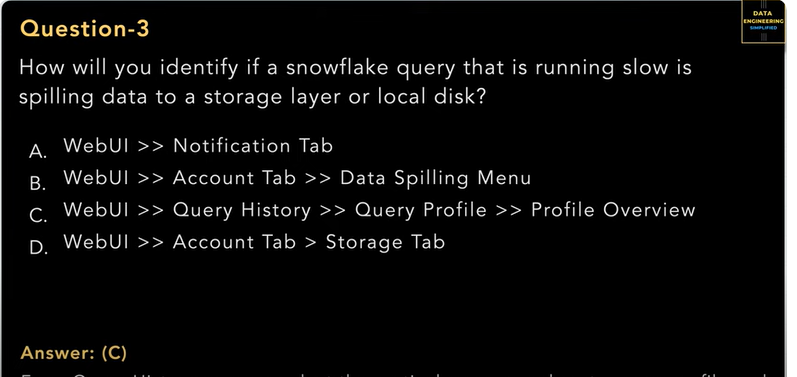 DATA
ENGINEERING
SIMPLIFIED
Question-3
How will you identify if a snowflake query that is running slow is
spilling data to a storage layer or local disk?
A. WebUI >> Notification Tab
B. WebUI >> Account Tab >> Data Spilling Menu
C. WebUI >> Query History >> Query Profile >> Profile Overview
D. WebUI >> Account Tab > Storage Tab
Answer: (C)